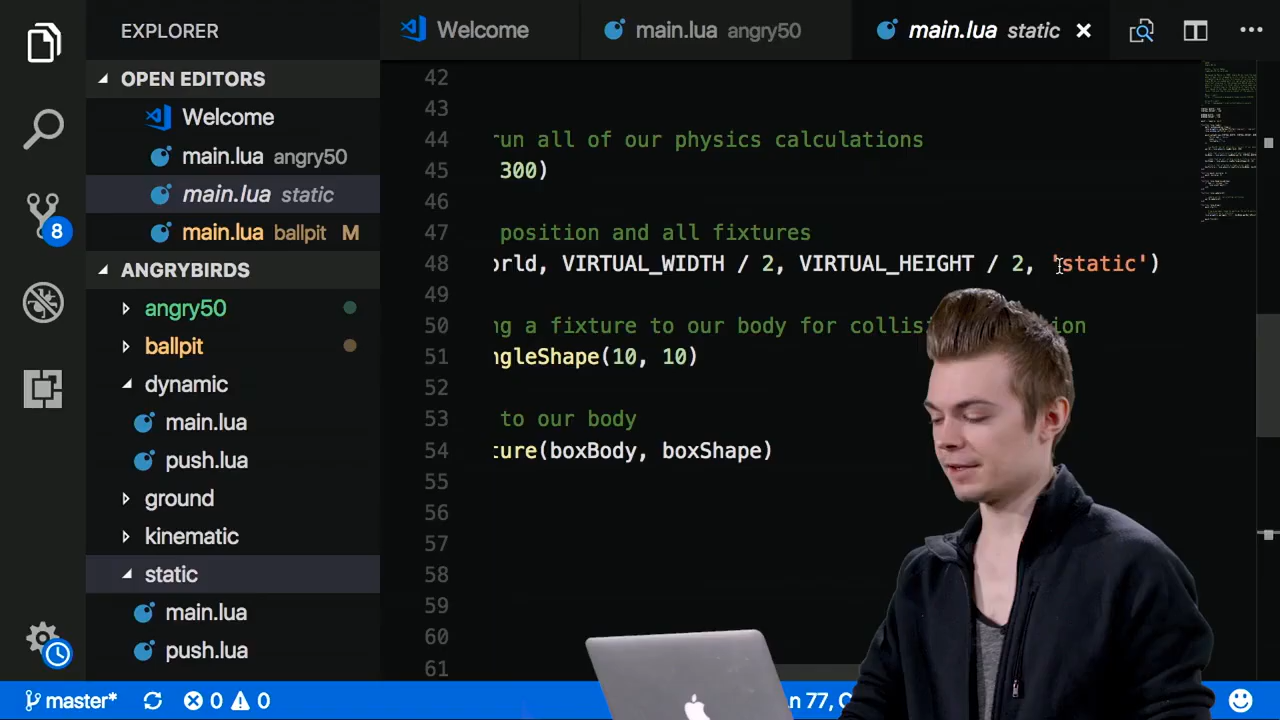 EXPLORER
OPEN EDITORS
Welcome
main.lua angry50
main.lua static
main.lua ballpit M
8
ANGRYBIRDS
angry50
ballpit
dynamic
main.lua
push.lua
ground
kinematic
static
main.lua
push.lua
master* 0 0
Welcome main.lua angry50 main.lua static
42
43
44 run all of our physics calculations
45 300)
46
47 position and all fixtures
48 orld, VIRTUAL_WIDTH / 2, VIRTUAL_HEIGHT / 2, 'static')
49
50 ng a fixture to our body for collis ion
51 ngleShape(10, 10)
52
53 to our body
54 ture(boxBody, boxShape)
55
56
57
58
59
60
61
n 77, C